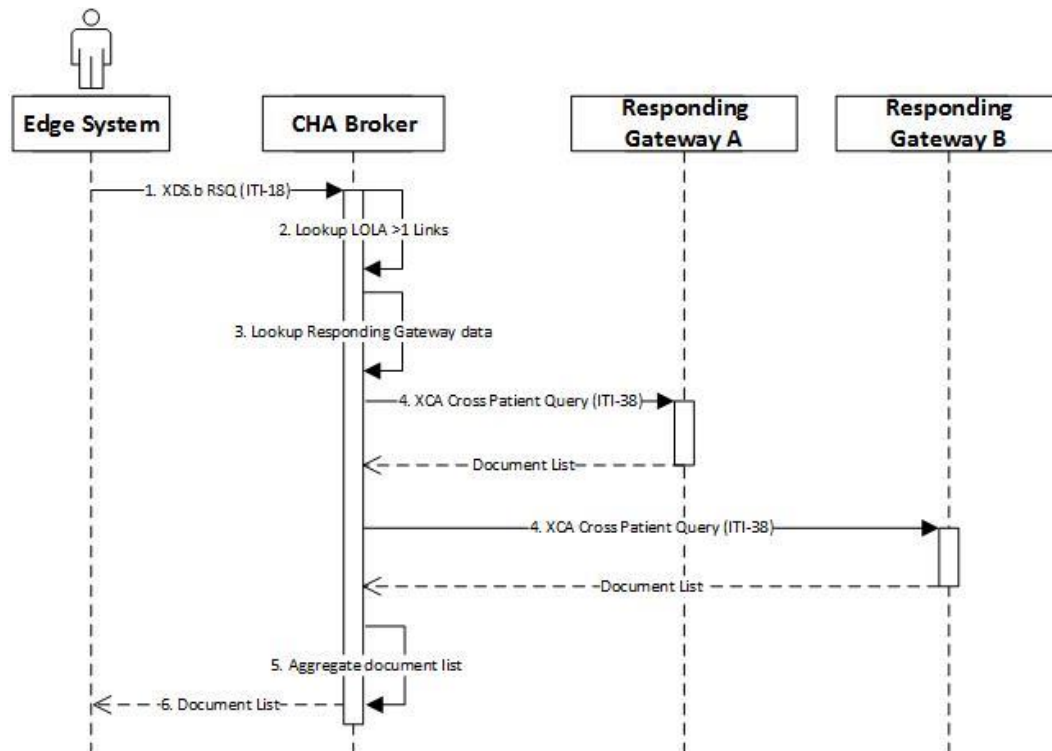 Edge System
CHA Broker
Responding
Gateway A
Responding
Gateway B
1. XDS.b RSQ (ITI-18)
2. Lookup LOLA >1 Links
3. Lookup Responding Gateway data
4. XCA Cross Patient Query (ITI-38)
Document List
4. XCA Cross Patient Query (ITI-38)
Document List
5. Aggregate document list
6. Document List